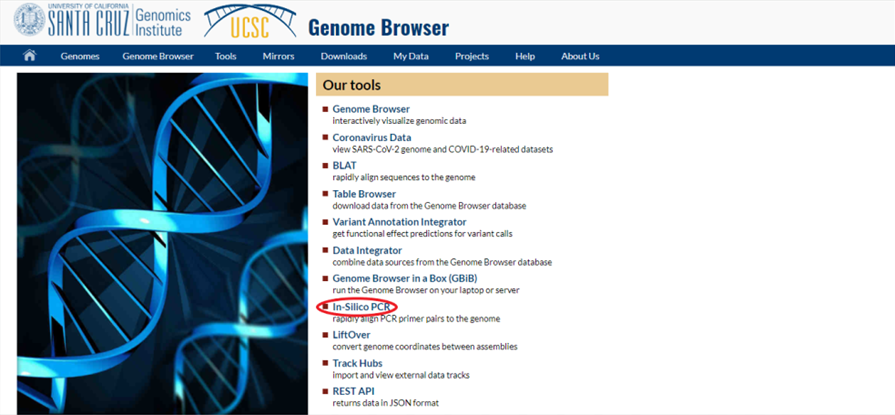 UNIVERSITY OF CALIFORNIA
SANTA CRUZ
Genomics
Institute
UCSC
Genome Browser
Genomes
Genome Browser
Tools
Mirrors
Downloads
My Data
Projects
Help
About Us
Our tools
Genome Browser
interactively visualize genomic data
Coronavirus Data
view SARS-CoV-2 genome and COVID-19-related datasets
BLAT
rapidly align sequences to the genome
Table Browser
download data from the Genome Browser database
Variant Annotation Integrator
get functional effect predictions for variant calls
Data Integrator
combine data sources from the Genome Browser database
Genome Browser in a Box (GBiB)
run the Genome Browser on your laptop or server
In-Silico PCR
rapidly align PCR primer pairs to the genome
LiftOver
convert genome coordinates between assemblies
Track Hubs
import and view external data tracks
REST API
returns data in JSON format